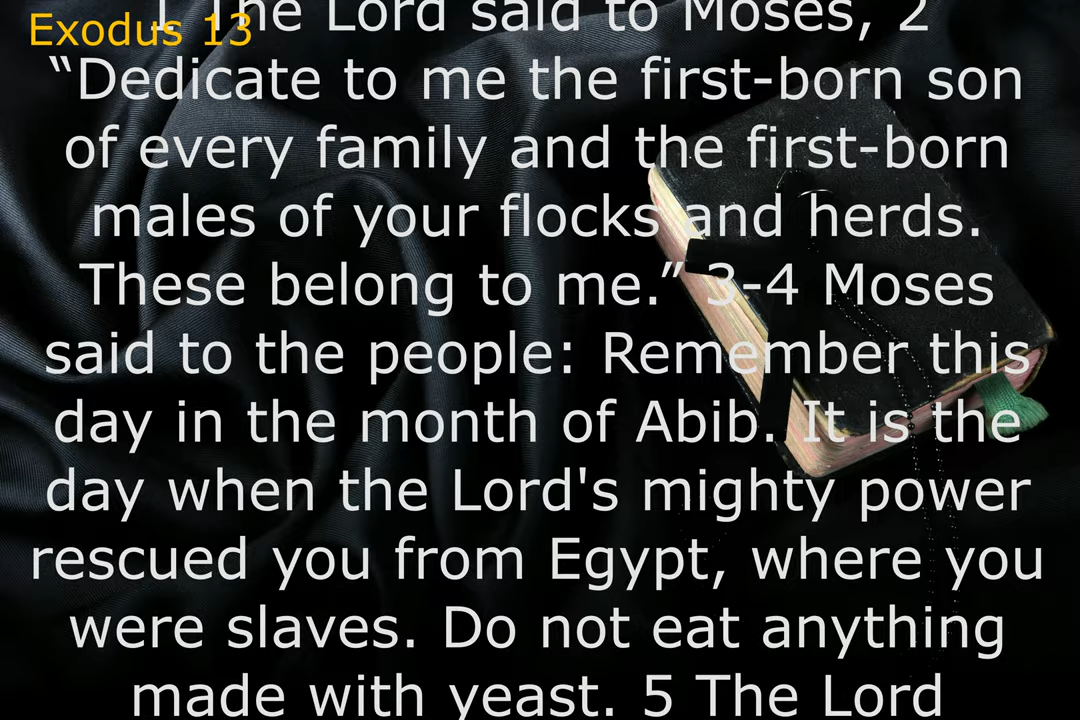 Exodus 13
1 The Lord said to Moses, 2
“Dedicate to me the first-born son
of every family and the first-born
males of your flocks and herds.
These belong to me.” 3-4 Moses
said to the people: Remember this
day in the month of Abib. It is the
day when the Lord's mighty power
rescued you from Egypt, where you
were slaves. Do not eat anything
made with yeast. 5 The Lord